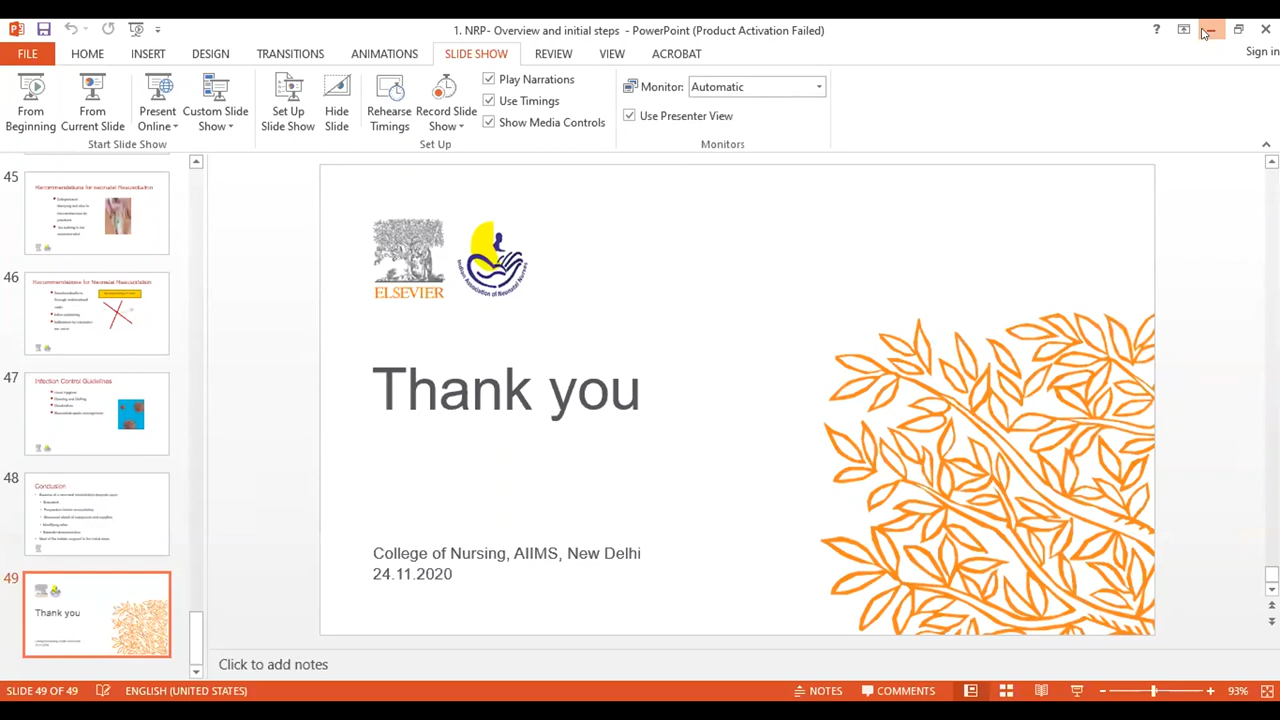 1. NRP- Overview and initial steps - PowerPoint (Product Activation Failed)
?
FILE HOME INSERT DESIGN TRANSITIONS ANIMATIONS SLIDE SHOW REVIEW VIEW ACROBAT
Sign in
From Beginning
From Current Slide
Present Online
Custom Slide Show
Set Up Slide Show
Hide Slide
Rehearse Timings
Record Slide Show
Play Narrations
Use Timings
Show Media Controls
Monitor: Automatic
Use Presenter View
Start Slide Show
Set Up
Monitors
45
Recommendations for neonatal Resuscitation
46
Recommendations for Neonatal Resuscitation
47
Infection Control Guidelines
48
Conclusion
49
Thank you
ELSEVIER
Indian Association of Neonatal Nurses
Thank you
College of Nursing, AIIMS, New Delhi
24.11.2020
Click to add notes
SLIDE 49 OF 49
ENGLISH (UNITED STATES)
NOTES
COMMENTS
93%